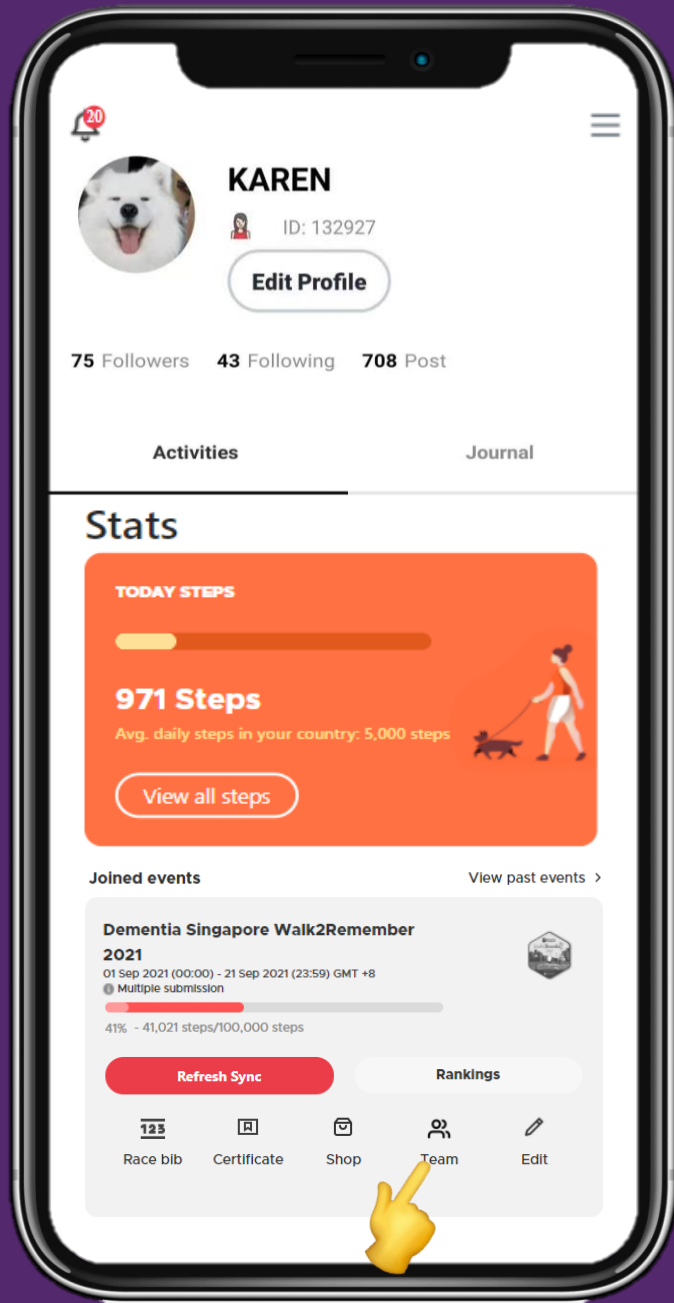 20
KAREN
ID: 132927
Edit Profile
75 Followers 43 Following 708 Post
Activities Journal
Stats
TODAY STEPS
971 Steps
Avg. daily steps in your country: 5,000 steps
View all steps
Joined events View past events >
Dementia Singapore Walk2Remember
2021
01 Sep 2021 (00:00) - 21 Sep 2021 (23:59) GMT +8
Multiple submission
41% - 41,021 steps/100,000 steps
Refresh Sync Rankings
123
Race bib Certificate Shop Team Edit